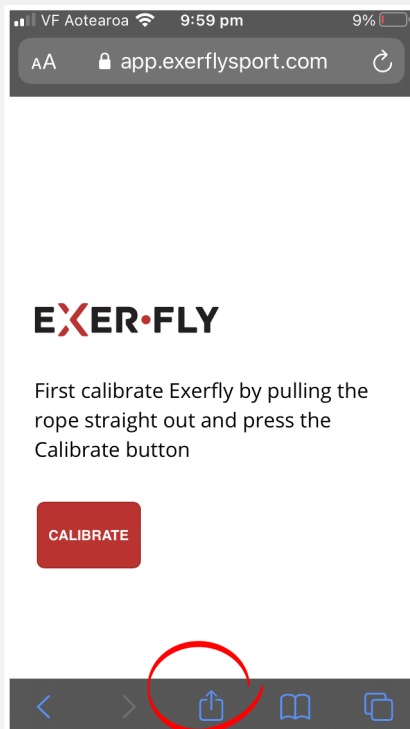 VF Aotearoa 9:59 pm 9%
AA app.exerflysport.com
EXER•FLY
First calibrate Exerfly by pulling the
rope straight out and press the
Calibrate button
CALIBRATE